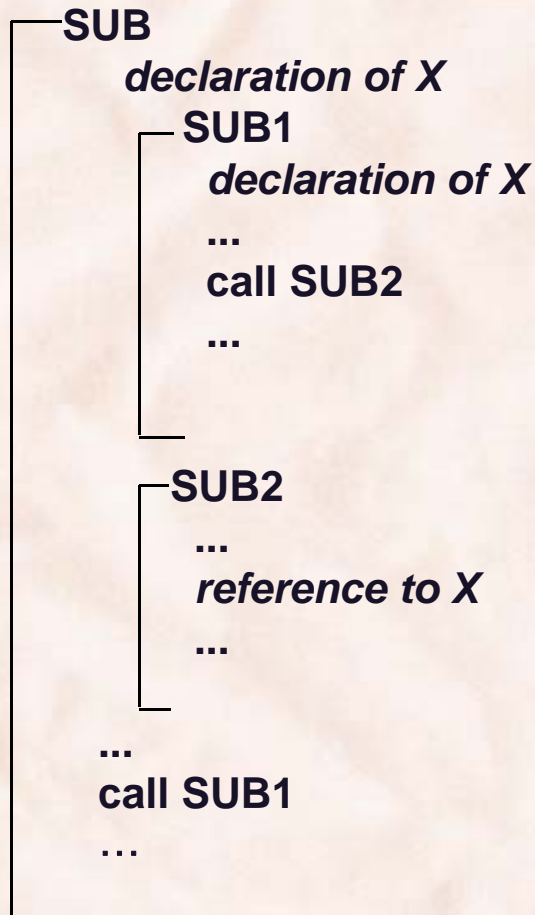 SUB
declaration of X
SUB1
declaration of X
...
call SUB2
...
SUB2
...
reference to X
...
...
call SUB1
…